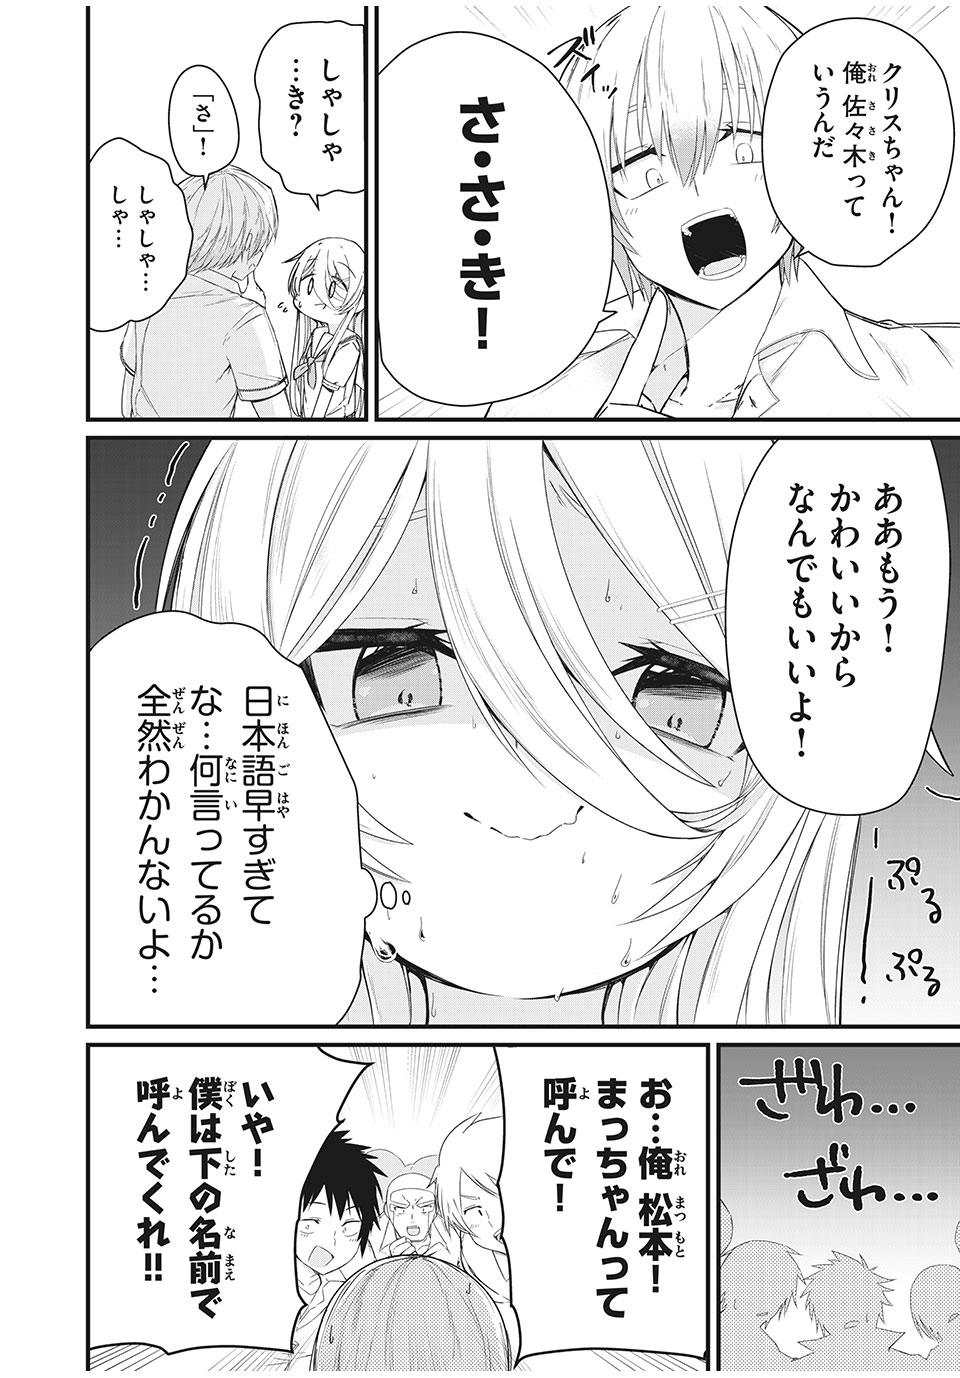 クリスちゃん！
俺 佐々木って
いうんだ
ズイッ
さ・さ・き！
しゃしゃ
…き？
「さ」！
しゃしゃ…
しゃ…
ああもう！
かわいいから
なんでもいいよ！
ぷる
ぷる
日本語早すぎて
な…何言ってるか
全然わかんないよ…
ざわ…
ざわ…
お…俺 松本！
まっちゃんって
呼んで！
いや！
僕は下の名前で
呼んでくれ!!